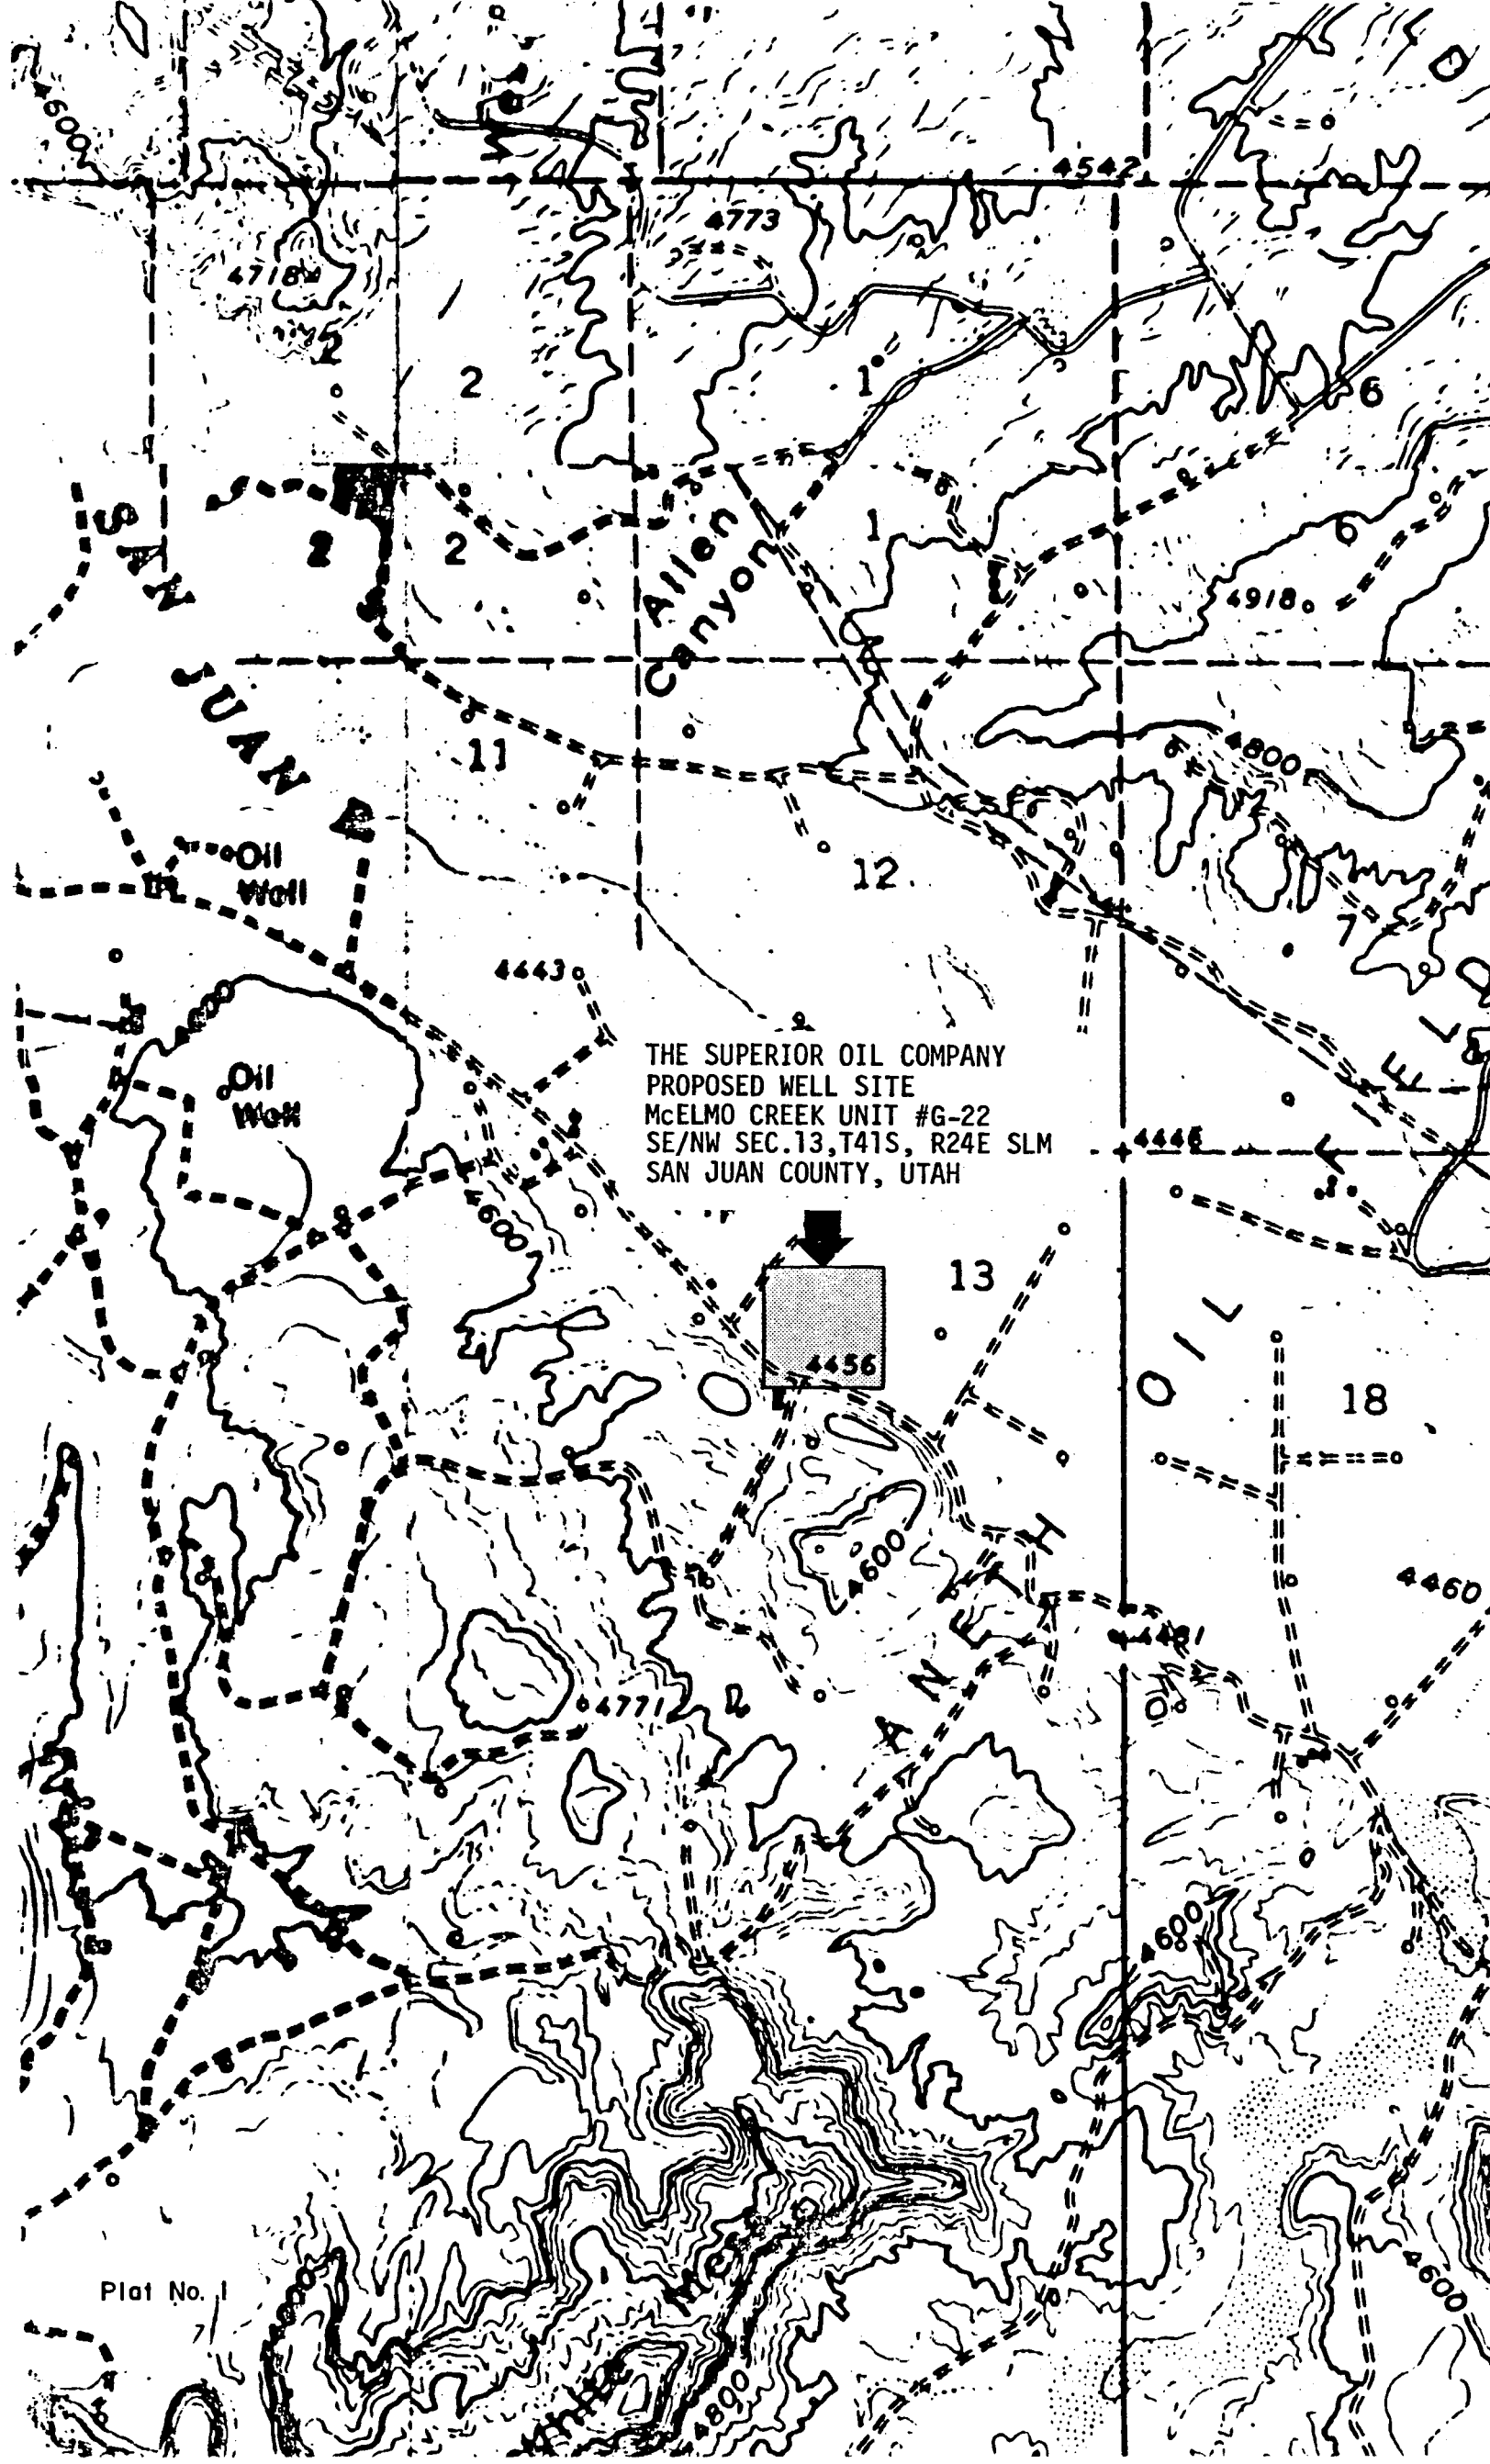 4600
4542
4773
4718
2
2
1
6
SAN
2
2
Allen
Canyon
1
6
4918
JUAN
11
4800
Oil
Well
12
7
4443
Oil
Well
THE SUPERIOR OIL COMPANY
PROPOSED WELL SITE
McELMO CREEK UNIT #G-22
SE/NW SEC.13,T41S, R24E SLM
SAN JUAN COUNTY, UTAH
4446
4600
13
4456
OIL
18
4600
4460
ANETH
4771
4600
Plat No. 1
4600
4800